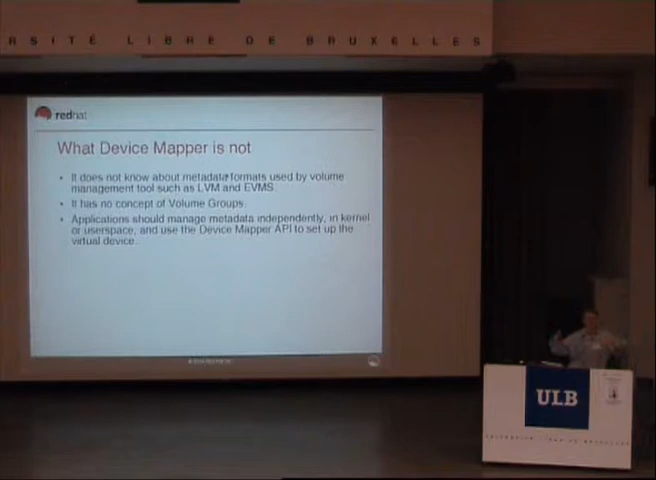 RSITÉ LIBRE DE BRUXELLES
redhat
What Device Mapper is not
• It does not know about metadata formats used by volume
management tool such as LVM and EVMS.
• It has no concept of Volume Groups.
• Applications should manage metadata independently, in kernel
or userspace, and use the Device Mapper API to set up the
virtual device.
ULB